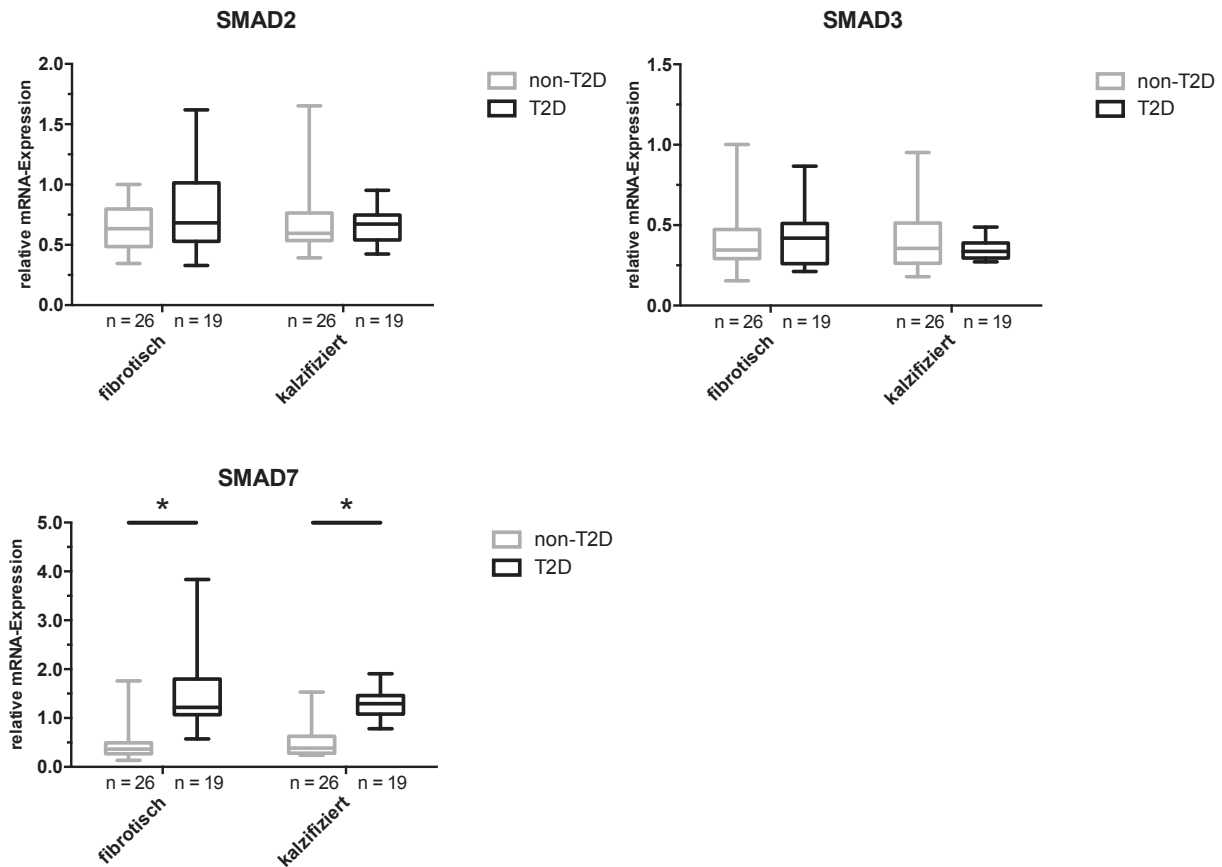 SMAD2
relative mRNA-Expression
2.0
1.5
1.0
0.5
0.0
non-T2D
T2D
n = 26 n = 19 n = 26 n = 19
fibrotisch
kalzifiziert
SMAD3
relative mRNA-Expression
1.5
1.0
0.5
0.0
non-T2D
T2D
n = 26 n = 19 n = 26 n = 19
fibrotisch
kalzifiziert
SMAD7
* *
relative mRNA-Expression
5.0
4.0
3.0
2.0
1.0
0.0
non-T2D
T2D
n = 26 n = 19 n = 26 n = 19
fibrotisch
kalzifiziert